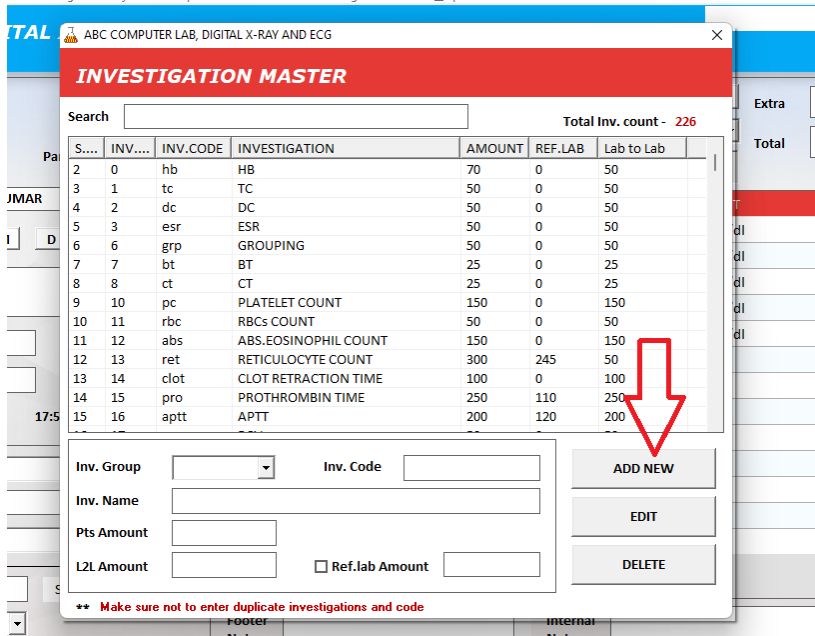 ITAL
ABC COMPUTER LAB, DIGITAL X-RAY AND ECG
INVESTIGATION MASTER
Search
Total Inv. count - 226
Extra
Total
S.... INV.... INV.CODE INVESTIGATION AMOUNT REF.LAB Lab to Lab
2 0 hb HB 70 0 50
3 1 tc TC 50 0 50
4 2 dc DC 50 0 50
5 3 esr ESR 50 0 50
6 6 grp GROUPING 50 0 50
7 7 bt BT 25 0 25
8 8 ct CT 25 0 25
9 10 pc PLATELET COUNT 150 0 150
10 11 rbc RBCs COUNT 50 0 50
11 12 abs ABS.EOSINOPHIL COUNT 150 0 150
12 13 ret RETICULOCYTE COUNT 300 245 50
13 14 clot CLOT RETRACTION TIME 100 0 100
14 15 pro PROTHROMBIN TIME 250 110 250
15 16 aptt APTT 200 120 200
Pa
UMAR
D
17:5
dl
dl
dl
dl
dl
Inv. Group
Inv. Code
ADD NEW
Inv. Name
EDIT
Pts Amount
L2L Amount
Ref.lab Amount
DELETE
** Make sure not to enter duplicate investigations and code
Footer
Internal